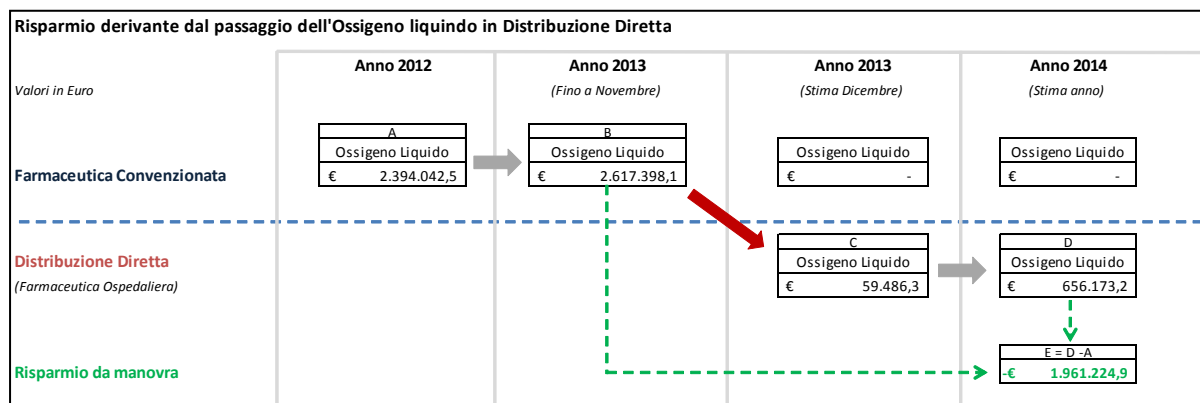 Risparmio derivante dal passaggio dell'Ossigeno liquindo in Distribuzione Diretta
Anno 2012 Anno 2013 Anno 2013 Anno 2014
Valori in Euro (Fino a Novembre) (Stima Dicembre) (Stima anno)
A B
Ossigeno Liquido Ossigeno Liquido Ossigeno Liquido Ossigeno Liquido
Farmaceutica Convenzionata € 2.394.042,5 € 2.617.398,1 € - € -
C D
Distribuzione Diretta Ossigeno Liquido Ossigeno Liquido
(Farmaceutica Ospedaliera) € 59.486,3 € 656.173,2
E = D -A
Risparmio da manovra -€ 1.961.224,9